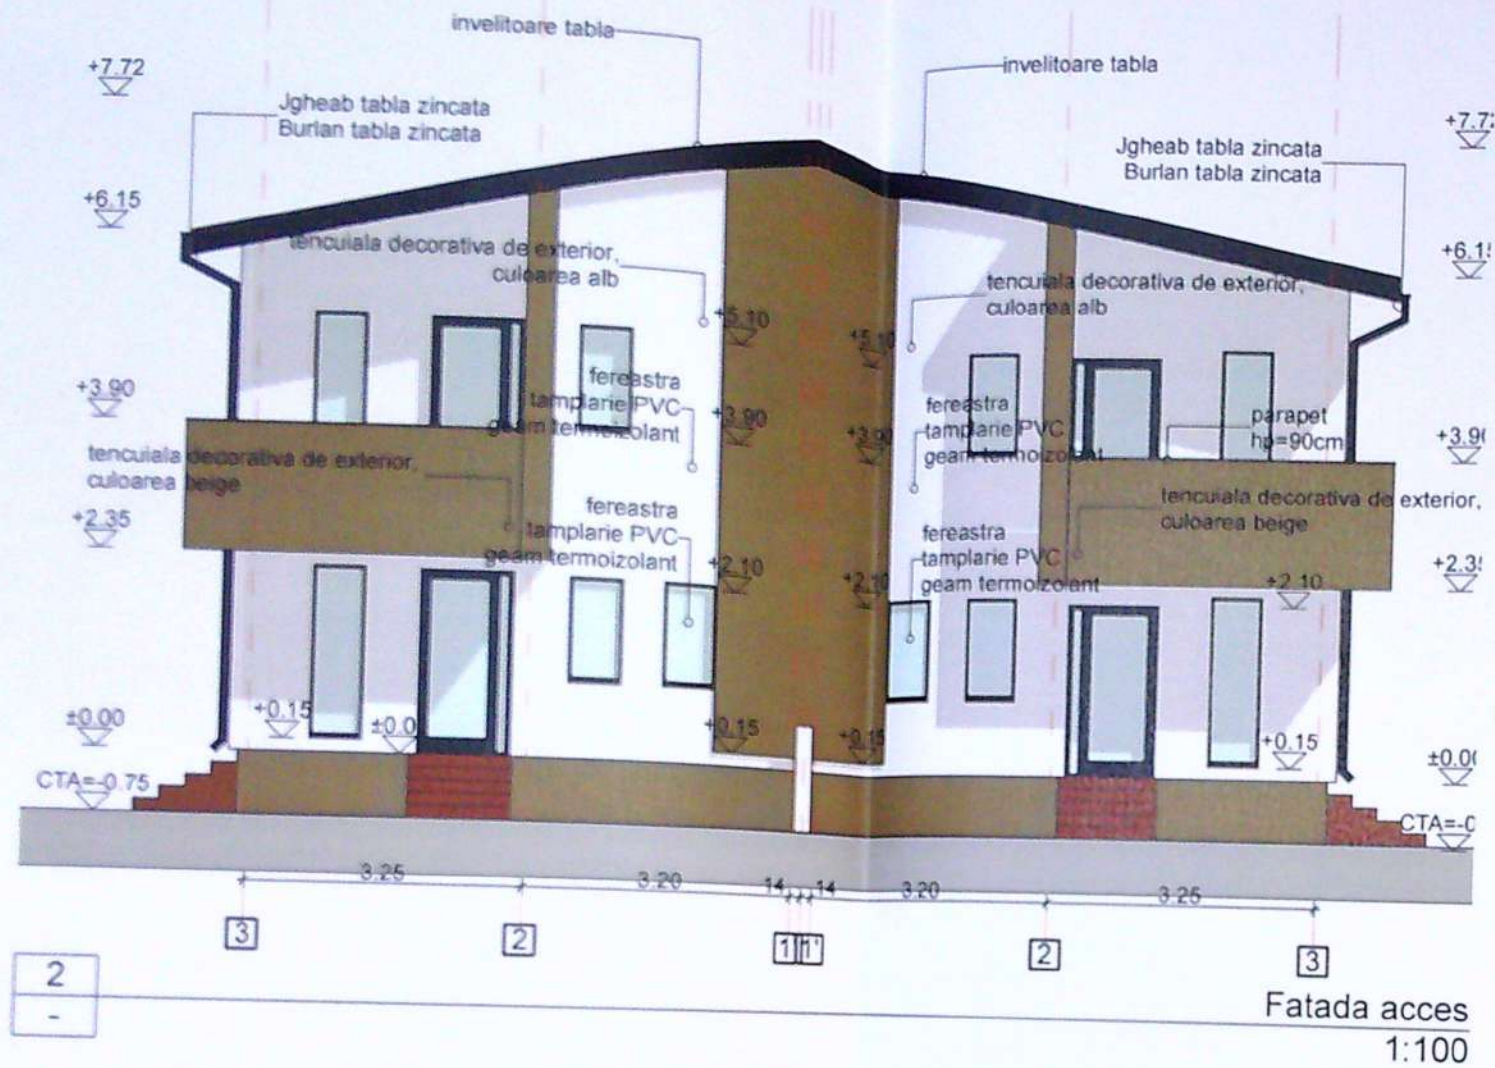 invelitoare tabla
invelitoare tabla
+7.72
Jgheab tabla zincata
Burlan tabla zincata
Jgheab tabla zincata
Burlan tabla zincata
+6.15
tencuiala decorativa de exterior,
culoarea alb
tencuiala decorativa de exterior,
culoarea alb
+5.10
+5.10
+3.90
fereastra
tamplarie PVC
geam termoizolant
+3.90
+3.90
fereastra
tamplarie PVC
geam termoizolant
parapet
hp=90cm
tencuiala decorativa de exterior,
culoarea beige
tencuiala decorativa de exterior,
culoarea beige
+2.35
fereastra
tamplarie PVC
geam termoizolant
fereastra
tamplarie PVC
geam termoizolant
+2.10
+2.10
+2.10
±0.00
+0.15
±0.0
+0.15
+0.15
+0.15
CTA=-0.75
3.25
3.20
14
14
3.20
3.25
3
2
1
1'
2
3
2
-
Fatada acces
1:100